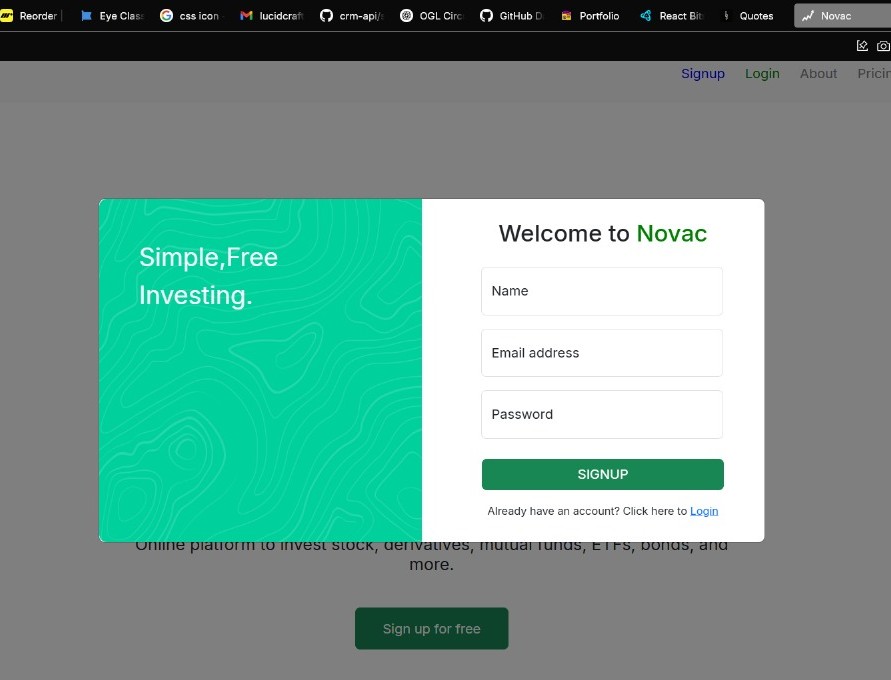 Reorder
Eye Clas
css icon
lucidcraf
crm-api/
OGL Circ
GitHub D
Portfolio
React Bit
Quotes
Novac
Signup
Login
About
Pricin
Simple,Free
Investing.
Welcome to Novac
Name
Email address
Password
SIGNUP
Already have an account? Click here to Login
Online platform to invest stock, derivatives, mutual funds, ETFs, bonds, and
more.
Sign up for free